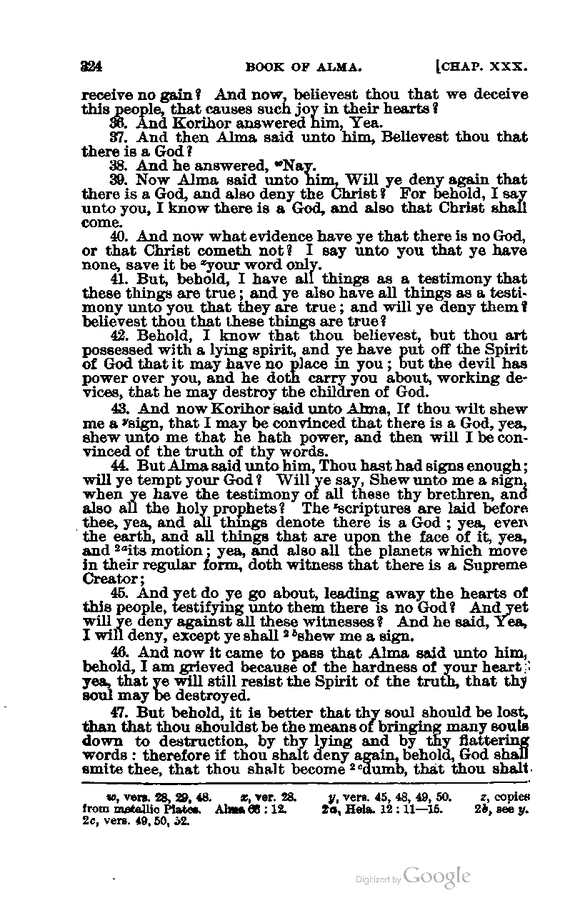 324 BOOK OF ALMA. [CHAP. XXX.
receive no gain? And now, believest thou that we deceive
this people, that causes such joy in their hearts?
36. And Korihor answered him, Yea.
37. And then Alma said unto him, Believest thou that
there is a God?
38. And he answered, ʷNay.
39. Now Alma said unto him, Will ye deny again that
there is a God, and also deny the Christ? For behold, I say
unto you, I know there is a God, and also that Christ shall
come.
40. And now what evidence have ye that there is no God,
or that Christ cometh not? I say unto you that ye have
none, save it be ˣyour word only.
41. But, behold, I have all things as a testimony that
these things are true; and ye also have all things as a testi-
mony unto you that they are true; and will ye deny them?
believest thou that these things are true?
42. Behold, I know that thou believest, but thou art
possessed with a lying spirit, and ye have put off the Spirit
of God that it may have no place in you; but the devil has
power over you, and he doth carry you about, working de-
vices, that he may destroy the children of God.
43. And now Korihor said unto Alma, If thou wilt shew
me a ʸsign, that I may be convinced that there is a God, yea,
shew unto me that he hath power, and then will I be con-
vinced of the truth of thy words.
44. But Alma said unto him, Thou hast had signs enough;
will ye tempt your God? Will ye say, Shew unto me a sign,
when ye have the testimony of all these thy brethren, and
also all the holy prophets? The ᶻscriptures are laid before
thee, yea, and all things denote there is a God; yea, even
the earth, and all things that are upon the face of it, yea,
and ²ᵃits motion; yea, and also all the planets which move
in their regular form, doth witness that there is a Supreme
Creator;
45. And yet do ye go about, leading away the hearts of
this people, testifying unto them there is no God? And yet
will ye deny against all these witnesses? And he said, Yea,
I will deny, except ye shall ²ᵇshew me a sign.
46. And now it came to pass that Alma said unto him,
behold, I am grieved because of the hardness of your heart;
yea, that ye will still resist the Spirit of the truth, that thy
soul may be destroyed.
47. But behold, it is better that thy soul should be lost,
than that thou shouldst be the means of bringing many souls
down to destruction, by thy lying and by thy flattering
words: therefore if thou shalt deny again, behold, God shall
smite thee, that thou shalt become ²ᶜdumb, that thou shalt
w, vers. 28, 29, 48. x, ver. 28. y, vers. 45, 48, 49, 50. z, copies
from metallic Plates. Alma 63:12. 2a, Hela. 12:11—15. 2b, see y.
2c, vers. 49, 50, 52.
Digitized by Google